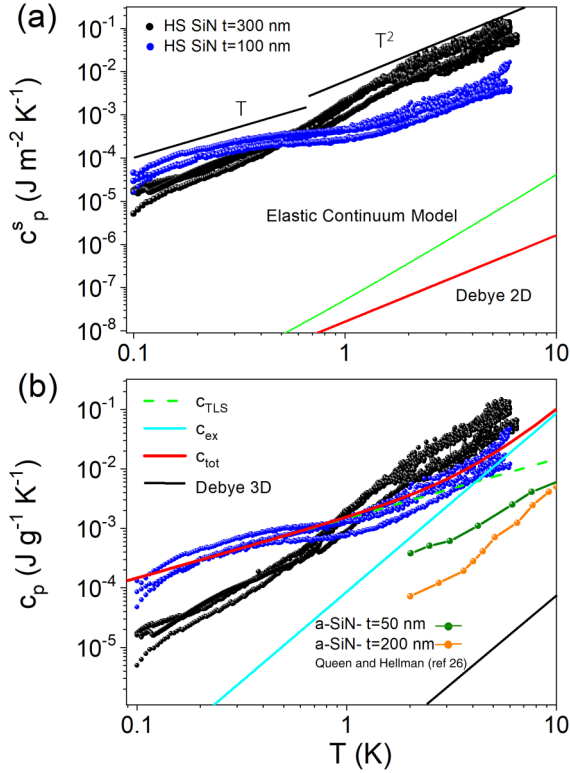 (a)
HS SiN t=300 nm
HS SiN t=100 nm
T
T²
Elastic Continuum Model
Debye 2D
cˢₚ (J m⁻² K⁻¹)
10⁻¹
10⁻²
10⁻³
10⁻⁴
10⁻⁵
10⁻⁶
10⁻⁷
10⁻⁸
0.1
1
10
(b)
c_TLS
c_ex
c_tot
Debye 3D
a-SiN- t=50 nm
a-SiN- t=200 nm
Queen and Hellman (ref 26)
cₚ (J g⁻¹ K⁻¹)
10⁻¹
10⁻²
10⁻³
10⁻⁴
10⁻⁵
0.1
1
10
T (K)